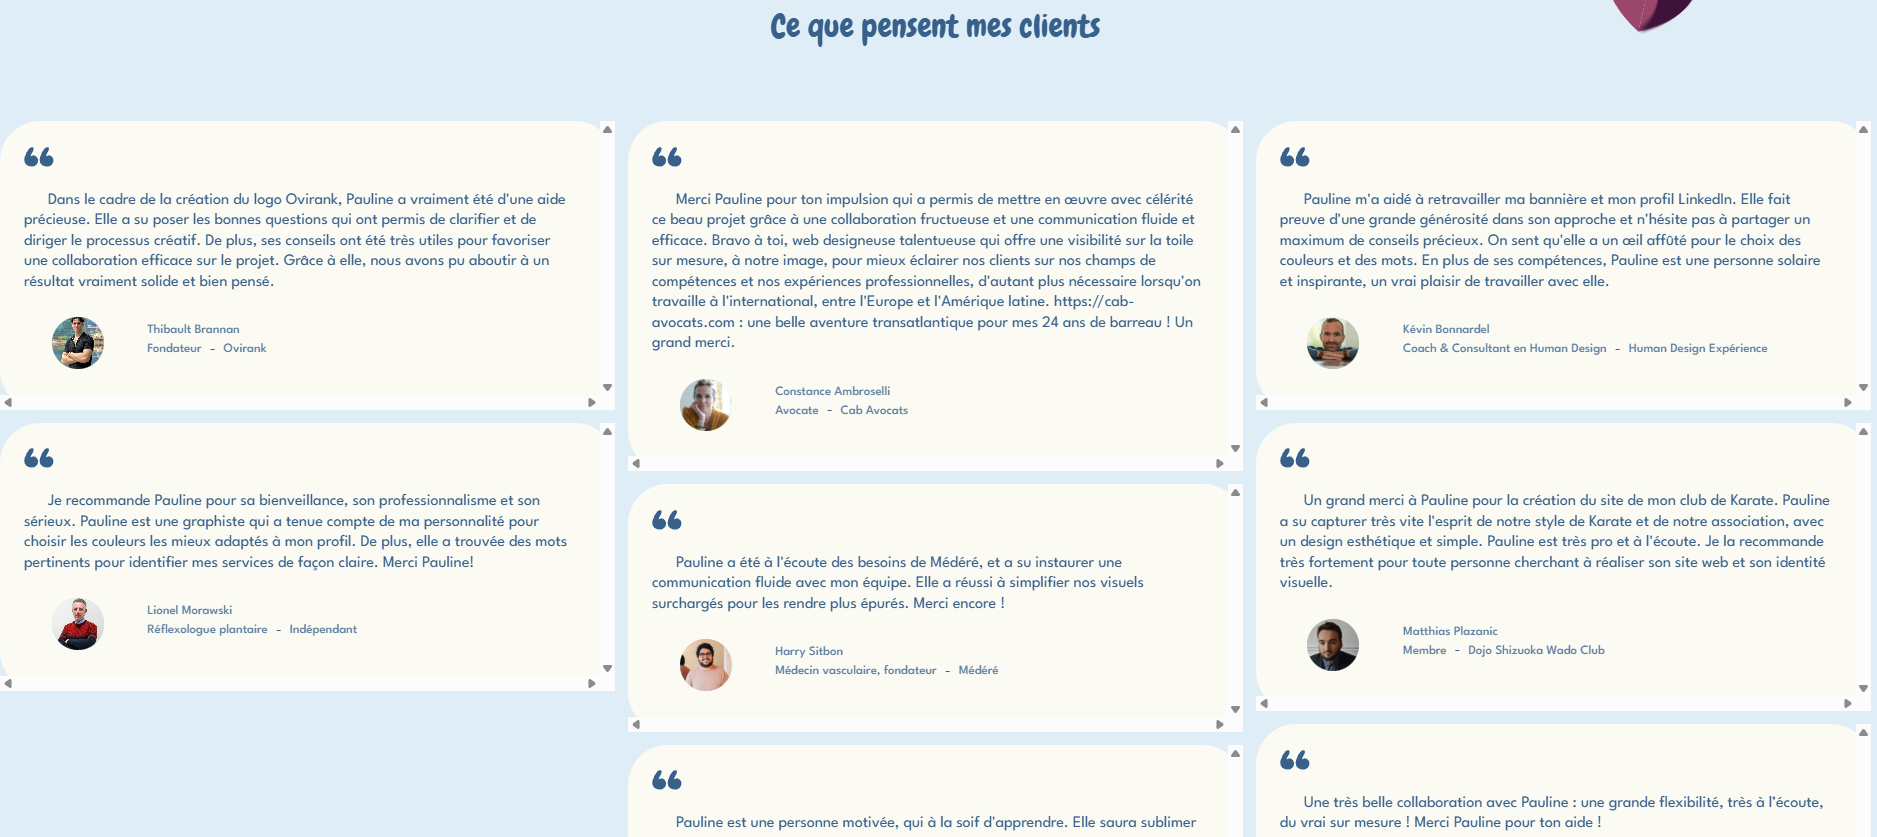 Ce que pensent mes clients
Dans le cadre de la création du logo Ovirank, Pauline a vraiment été d'une aide
précieuse. Elle a su poser les bonnes questions qui ont permis de clarifier et de
diriger le processus créatif. De plus, ses conseils ont été très utiles pour favoriser
une collaboration efficace sur le projet. Grâce à elle, nous avons pu aboutir à un
résultat vraiment solide et bien pensé.
Thibault Brannan
Fondateur - Ovirank
Je recommande Pauline pour sa bienveillance, son professionnalisme et son
sérieux. Pauline est une graphiste qui a tenue compte de ma personnalité pour
choisir les couleurs les mieux adaptés à mon profil. De plus, elle a trouvée des mots
pertinents pour identifier mes services de façon claire. Merci Pauline!
Lionel Morawski
Réflexologue plantaire - Indépendant
Merci Pauline pour ton impulsion qui a permis de mettre en œuvre avec célérité
ce beau projet grâce à une collaboration fructueuse et une communication fluide et
efficace. Bravo à toi, web designeuse talentueuse qui offre une visibilité sur la toile
sur mesure, à notre image, pour mieux éclairer nos clients sur nos champs de
compétences et nos expériences professionnelles, d'autant plus nécessaire lorsqu'on
travaille à l'international, entre l'Europe et l'Amérique latine. https://cab-
avocats.com : une belle aventure transatlantique pour mes 24 ans de barreau ! Un
grand merci.
Constance Ambroselli
Avocate - Cab Avocats
Pauline a été à l'écoute des besoins de Médéré, et a su instaurer une
communication fluide avec mon équipe. Elle a réussi à simplifier nos visuels
surchargés pour les rendre plus épurés. Merci encore !
Harry Sitbon
Médecin vasculaire, fondateur - Médéré
Pauline est une personne motivée, qui à la soif d'apprendre. Elle saura sublimer
Pauline m'a aidé à retravailler ma bannière et mon profil LinkedIn. Elle fait
preuve d'une grande générosité dans son approche et n'hésite pas à partager un
maximum de conseils précieux. On sent qu'elle a un œil affûté pour le choix des
couleurs et des mots. En plus de ses compétences, Pauline est une personne solaire
et inspirante, un vrai plaisir de travailler avec elle.
Kévin Bonnardel
Coach & Consultant en Human Design - Human Design Expérience
Un grand merci à Pauline pour la création du site de mon club de Karate. Pauline
a su capturer très vite l'esprit de notre style de Karate et de notre association, avec
un design esthétique et simple. Pauline est très pro et à l'écoute. Je la recommande
très fortement pour toute personne cherchant à réaliser son site web et son identité
visuelle.
Matthias Plazanic
Membre - Dojo Shizuoka Wado Club
Une très belle collaboration avec Pauline : une grande flexibilité, très à l’écoute,
du vrai sur mesure ! Merci Pauline pour ton aide !